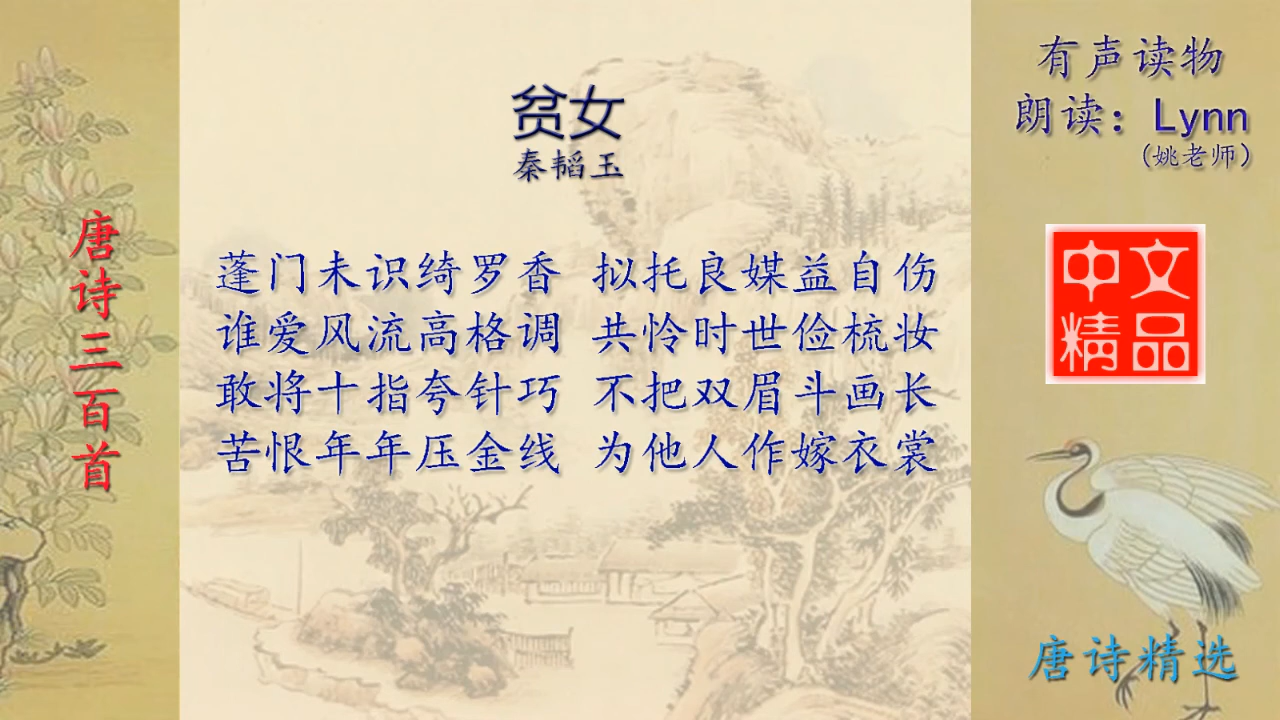 贫女
秦韬玉
蓬门未识绮罗香 拟托良媒益自伤
谁爱风流高格调 共怜时世俭梳妆
敢将十指夸针巧 不把双眉斗画长
苦恨年年压金线 为他人作嫁衣裳
唐诗三百首
有声读物
朗读：Lynn
（姚老师）
中文
精品
唐诗精选